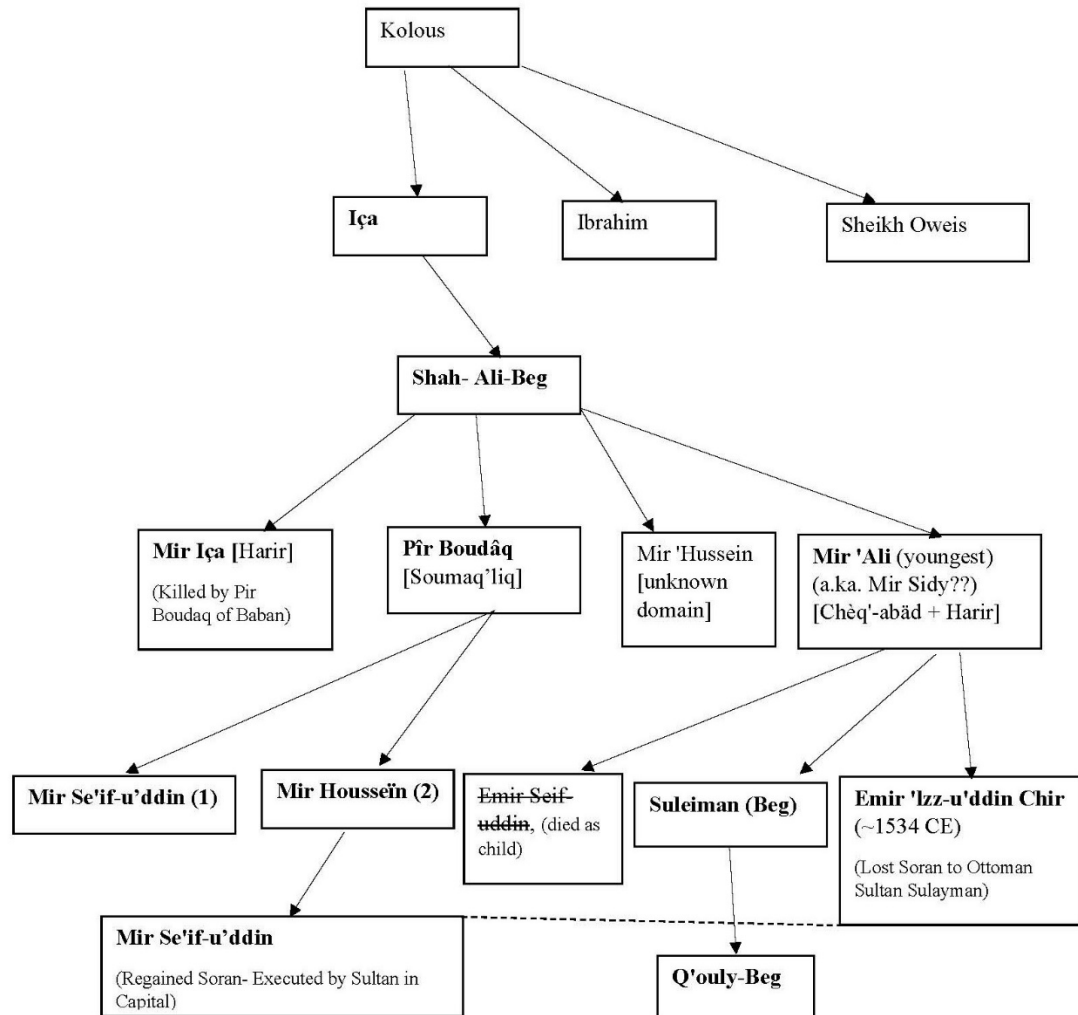 Kolous
Iça
Ibrahim
Sheikh Oweis
Shah- Ali-Beg
Mir Iça [Harir]
(Killed by Pir
Boudaq of Baban)
Pîr Boudâq
[Soumaq’liq]
Mir 'Hussein
[unknown
domain]
Mir 'Ali (youngest)
(a.ka. Mir Sidy??)
[Chèq'-abäd + Harir]
Mir Se'if-u’ddin (1)
Mir Housseïn (2)
Emir Seif-
uddin, (died as
child)
Suleiman (Beg)
Emir 'lzz-u'ddin Chir
(~1534 CE)
(Lost Soran to Ottoman
Sultan Sulayman)
Mir Se'if-u’ddin
(Regained Soran- Executed by Sultan in
Capital)
Q'ouly-Beg